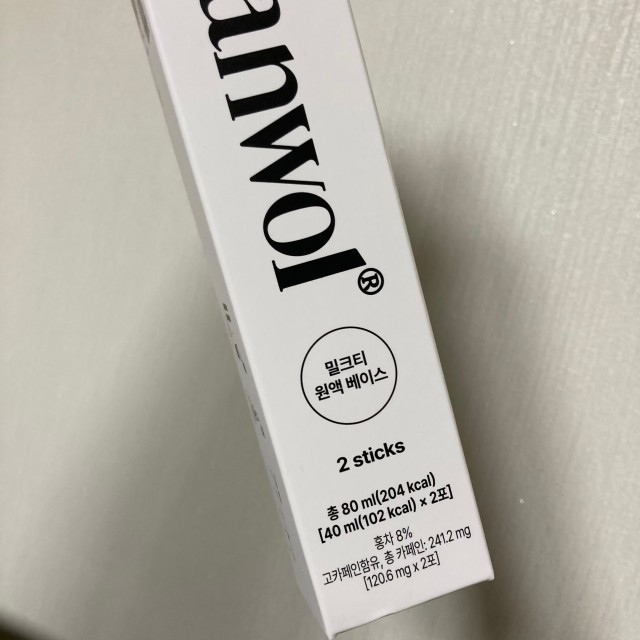 anwol®
밀크티
원액 베이스
2 sticks
총 80 ml(204 kcal)
[40 ml(102 kcal) × 2포]
홍차 8%
고카페인함유, 총 카페인: 241.2 mg
[120.6 mg × 2포]